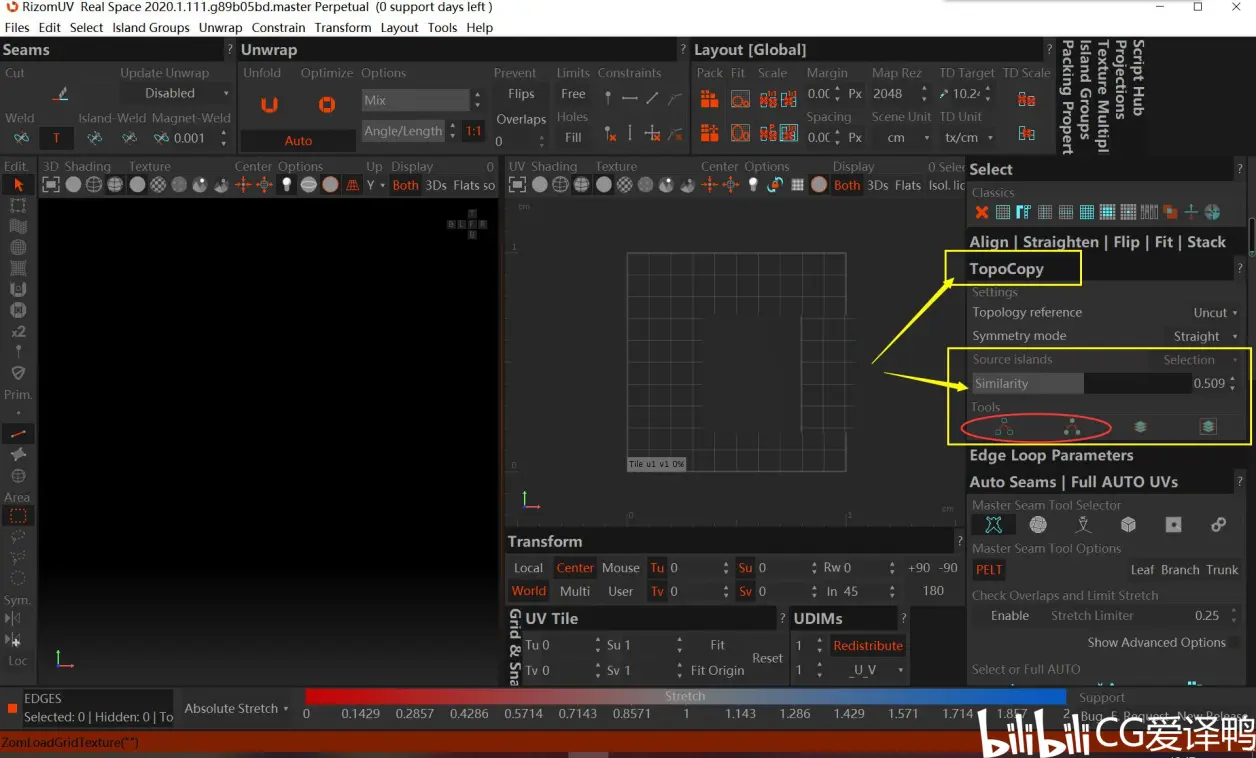 RizomUV Real Space 2020.1.111.g89b05bd.master Perpetual (0 support days left )
Files Edit Select Island Groups Unwrap Constrain Transform Layout Tools Help
Seams ? Unwrap ? Layout [Global] ?
Cut Update Unwrap Unfold Optimize Options Prevent Limits Constraints Pack Fit Scale Margin Map Rez TD Target TD Scale
Disabled Mix Flips Free 0.0( Px 2048 10.2
Weld Island-Weld Magnet-Weld Overlaps Holes Spacing Scene Unit TD Unit
T 0.001 Auto Angle/Length 1:1 0 Fill 0.0( Px cm tx/cm
Script Hub
Projections
Texture Multipl
Island Groups
Packing Propert
Edit. 3D Shading Texture Center Options Up Display 0
Y Both 3Ds Flats so
UV Shading Texture Center Options Display 0 Selec
Both 3Ds Flats Isol. lic
T
B L F R
cm
1
0
Tile u1 v1 0%
0 1 cm
x2
Prim.
Area
Sym.
Loc
Select ?
Classics
Align | Straighten | Flip | Fit | Stack
TopoCopy ?
Settings
Topology reference Uncut
Symmetry mode Straight
Source islands Selection
Similarity 0.509
Tools
Edge Loop Parameters
Auto Seams | Full AUTO UVs ?
Master Seam Tool Selector
Master Seam Tool Options
PELT Leaf Branch Trunk
Check Overlaps and Limit Stretch
Enable Stretch Limiter 0.25
Show Advanced Options
Select or Full AUTO
Transform ?
Local Center Mouse Tu 0 Su 0 Rw 0 +90 -90
World Multi User Tv 0 Sv 0 In 45 180
Grid & Sna
UV Tile ? UDIMs ?
Tu 0 Su 1 Fit Reset 1 Redistribute
Tv 0 Sv 1 Fit Origin 1 _U_V
EDGES
Selected: 0 | Hidden: 0 | To
Absolute Stretch
Stretch
0 0.1429 0.2857 0.4286 0.5714 0.7143 0.8571 1 1.143 1.286 1.429 1.571 1.714 1.857 2
Support
Bug, F. Request, New Release
ZomLoadGridTexture("")
bilibili CG爱译鸭